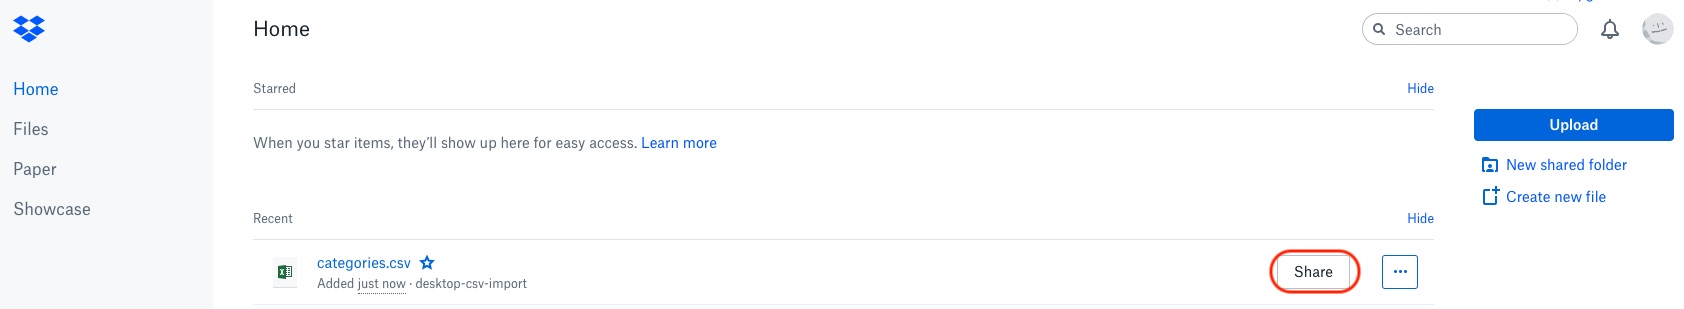 Home
Search
Home
Files
Paper
Showcase
Starred
Hide
When you star items, they’ll show up here for easy access. Learn more
Upload
New shared folder
Create new file
Recent
Hide
categories.csv
Added just now · desktop-csv-import
Share